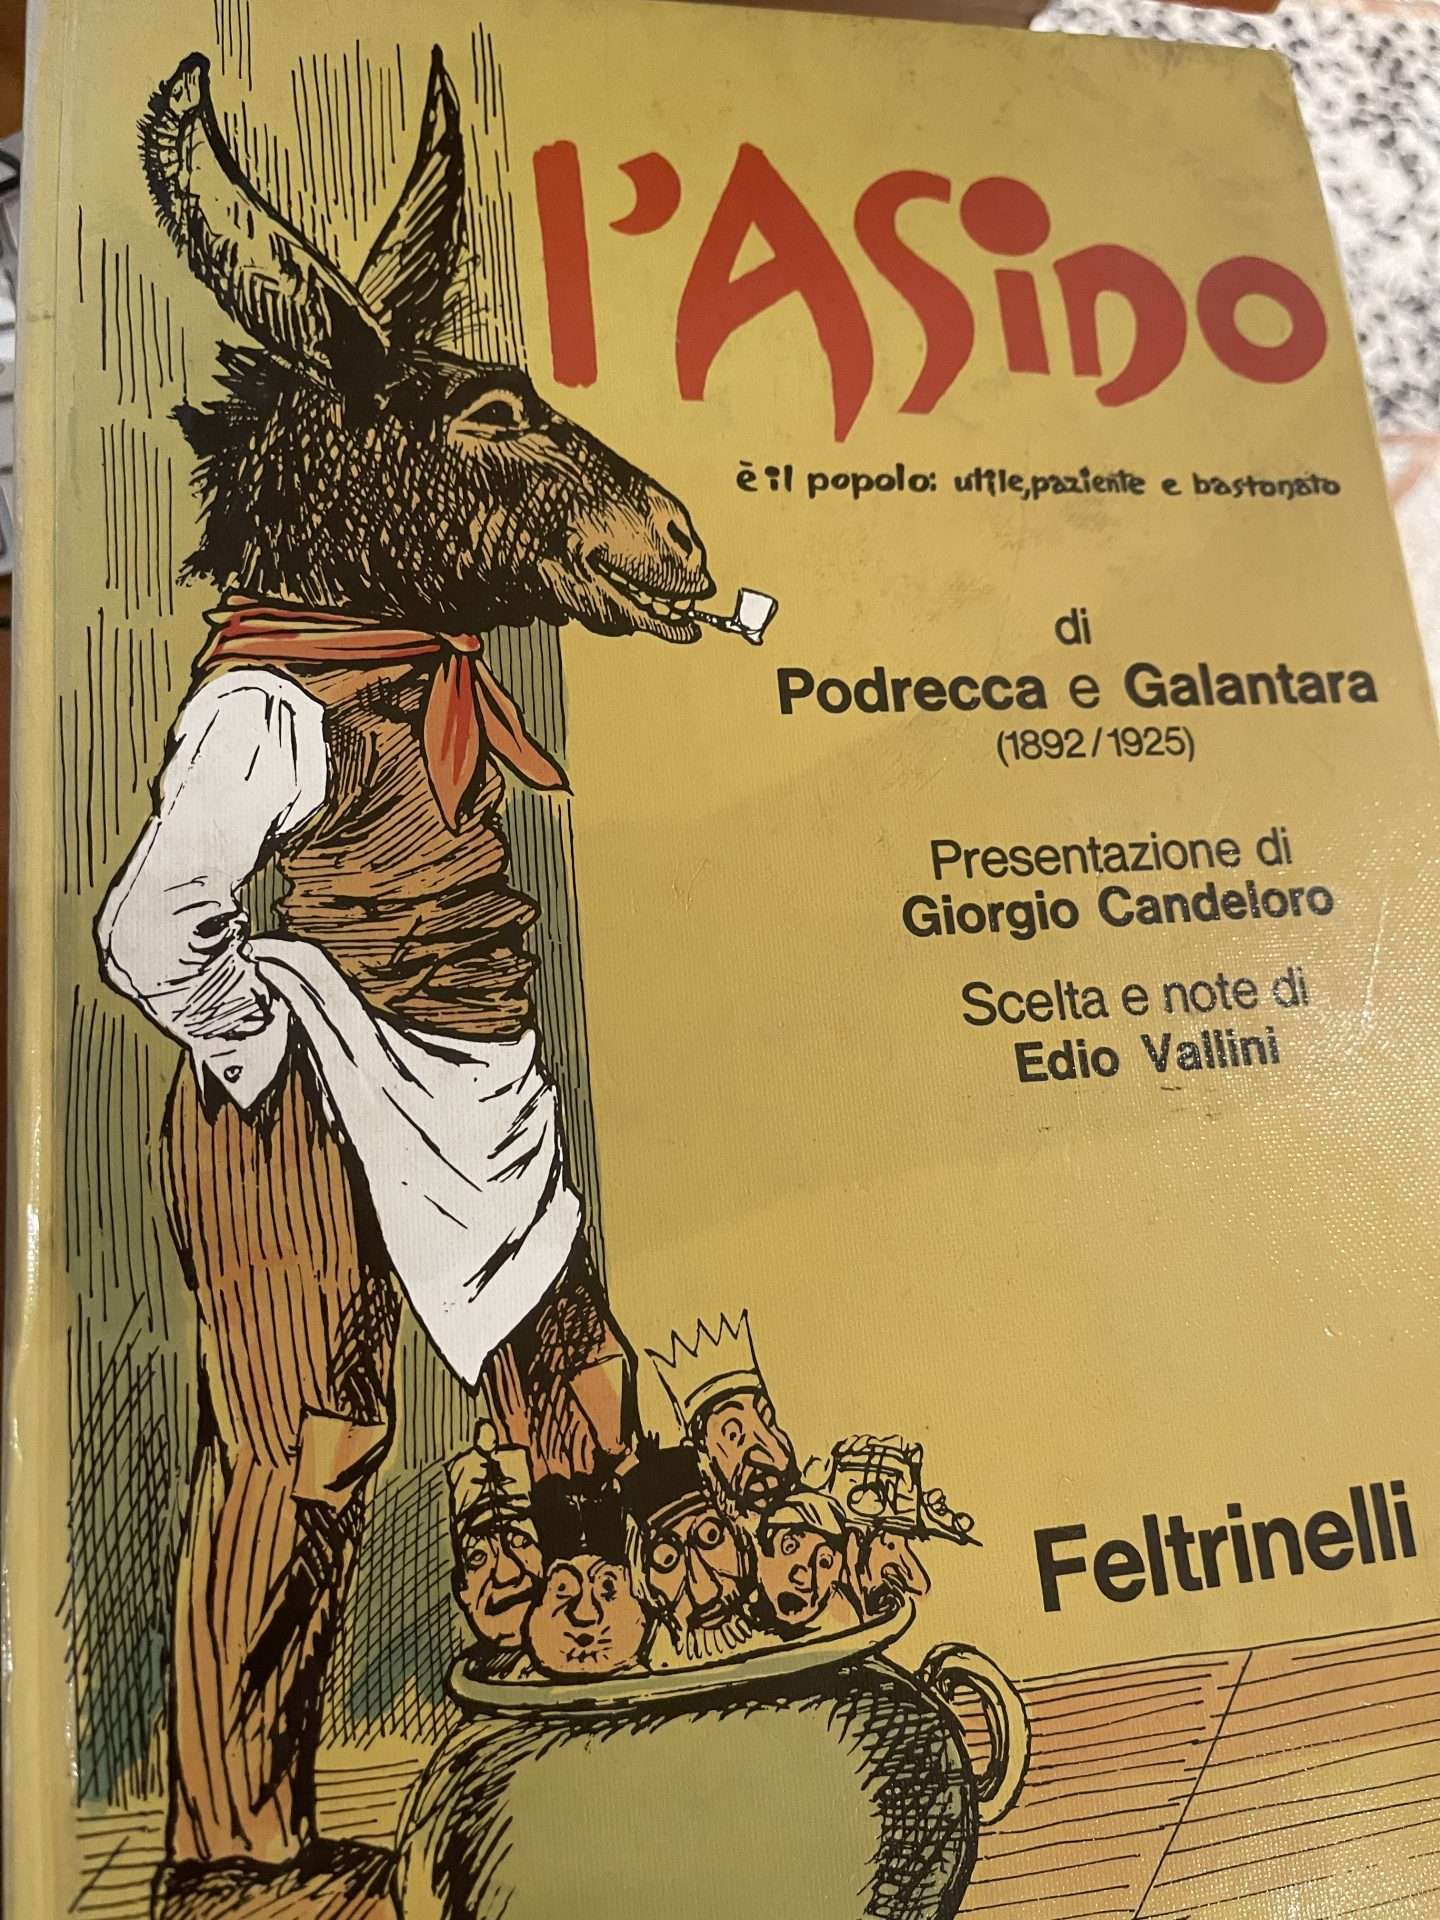 l'Asino
è il popolo: utile, paziente e bastonato
di
Podrecca e Galantara
(1892/1925)
Presentazione di
Giorgio Candeloro
Scelta e note di
Edio Vallini
Feltrinelli